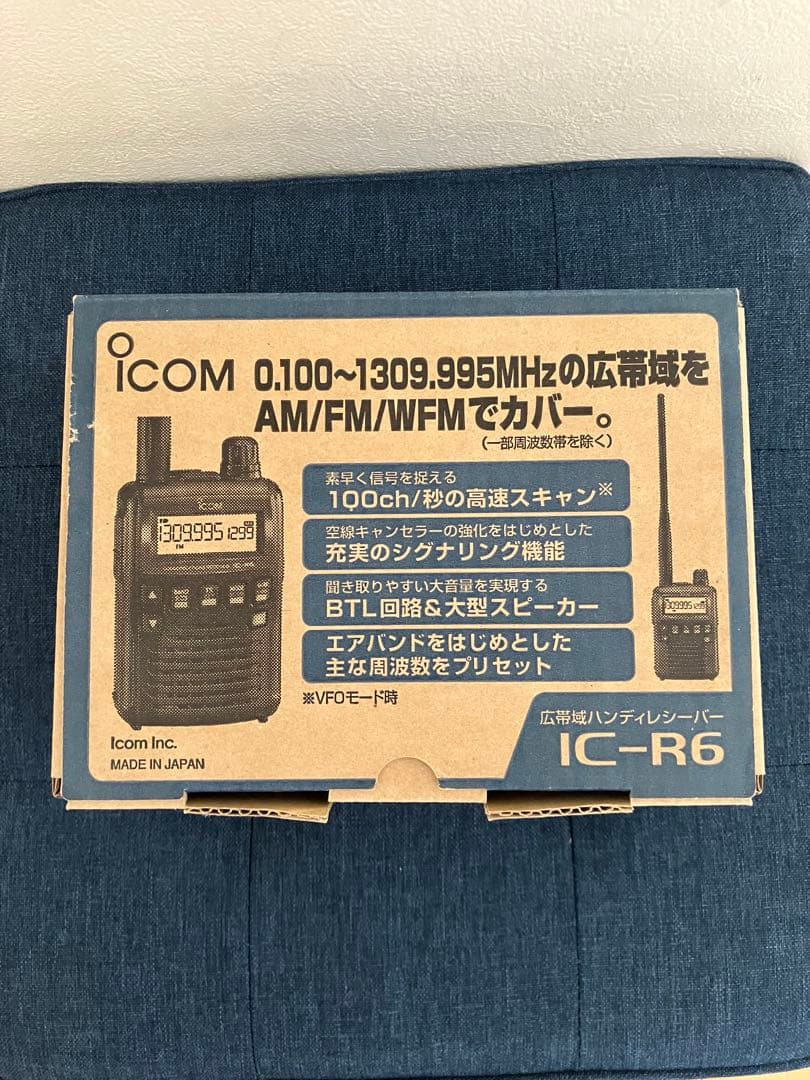 ICOM
0.100～1309.995MHzの広帯域を
AM/FM/WFMでカバー。
(一部周波数帯を除く)
素早く信号を捉える
100ch/秒の高速スキャン※
空線キャンセラーの強化をはじめとした
充実のシグナリング機能
聞き取りやすい大音量を実現する
BTL回路&大型スピーカー
エアバンドをはじめとした
主な周波数をプリセット
※VFOモード時
ICOM
1309.995 1299
FM
Icom Inc.
MADE IN JAPAN
広帯域ハンディレシーバー
IC-R6